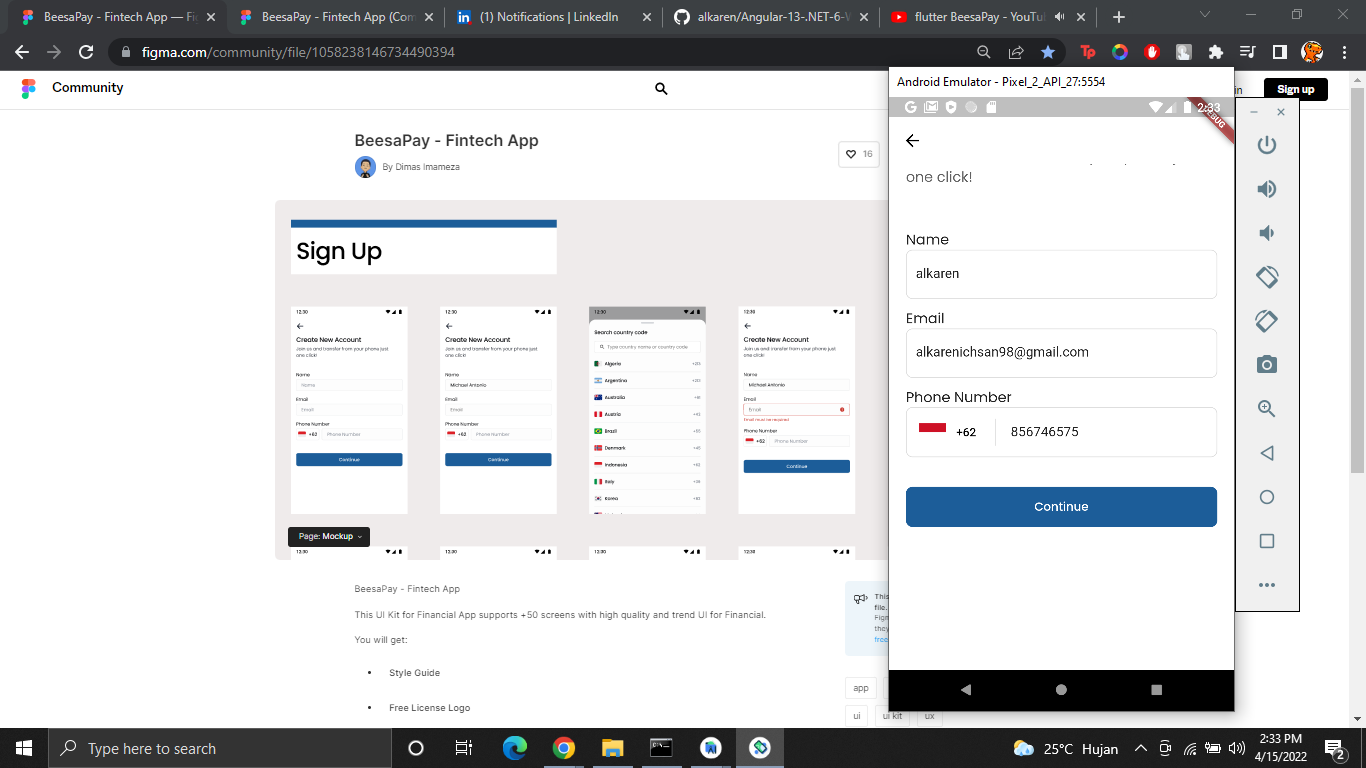 BeesaPay - Fintech App — Fi
BeesaPay - Fintech App (Com
(1) Notifications | LinkedIn
alkaren/Angular-13-.NET-6-W
flutter BeesaPay - YouTu
figma.com/community/file/1058238146734490394
Community
in
Sign up
BeesaPay - Fintech App
By Dimas Imameza
16
Sign Up
12:30
Create New Account
Join us and transfer from your phone just
one click!
Name
Name
Email
Email
Phone Number
+62
Phone Number
Continue
12:30
Create New Account
Join us and transfer from your phone just
one click!
Name
Michael Antonio
Email
Email
Phone Number
+62
Phone Number
Continue
12:30
Search country code
Type country name or country code
Algeria
Argentina
Australia
Austria
Brazil
Denmark
Indonesia
+62
Italy
Korea
12:30
Create New Account
Join us and transfer from your phone just
one click!
Name
Michael Antonio
Email
Email
Email must be required
Phone Number
+62
Phone Number
Continue
Page: Mockup
12:30
12:30
12:30
12:30
BeesaPay - Fintech App
This UI Kit for Financial App supports +50 screens with high quality and trend UI for Financial.
You will get:
• Style Guide
• Free License Logo
This
file.
Figm
they
free
app
ui
ui kit
ux
Android Emulator - Pixel_2_API_27:5554
2:33
DEBUG
one click!
Name
alkaren
Email
alkarenichsan98@gmail.com
Phone Number
+62
856746575
Continue
Type here to search
25°C Hujan
2:33 PM
4/15/2022
2